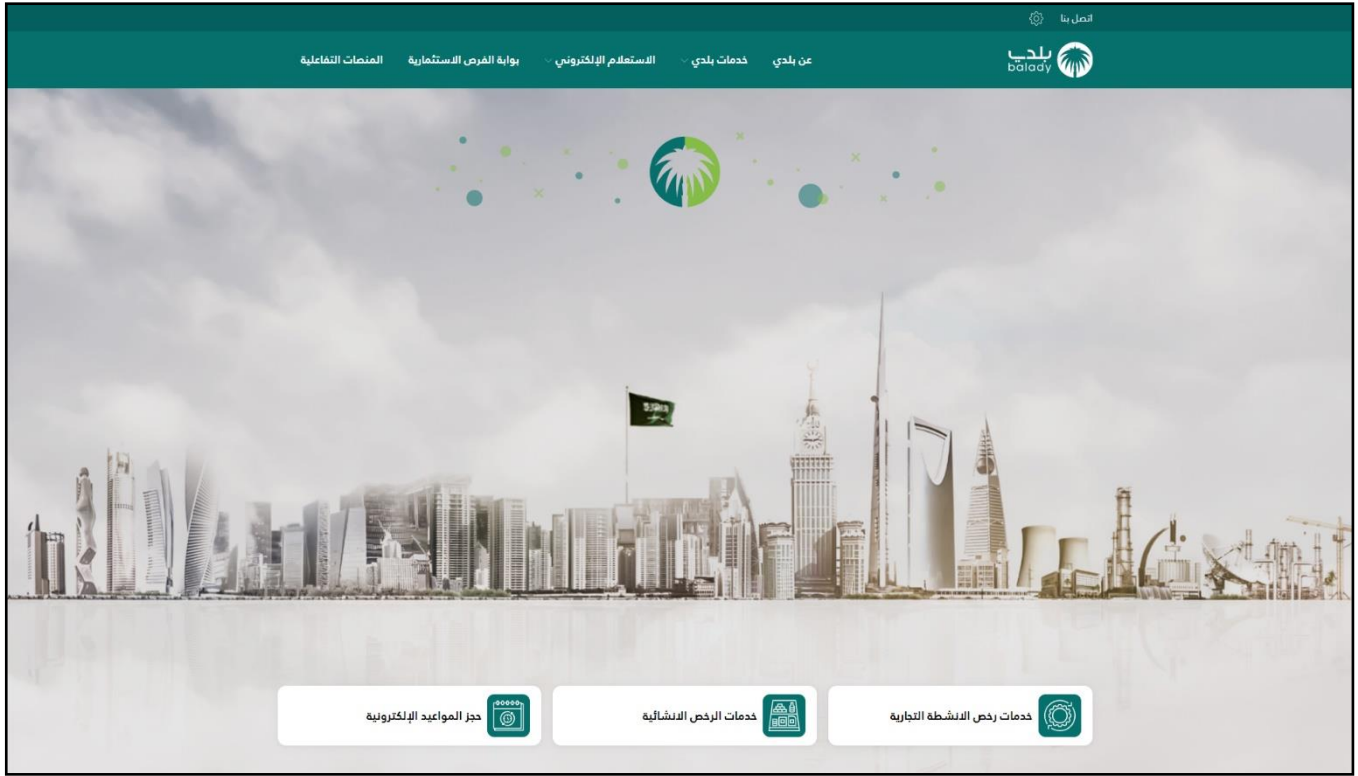 اتصل بنا
بلدي
balady
عن بلدي
خدمات بلدي
الاستعلام الإلكتروني
بوابة الفرص الاستثمارية
المنصات التفاعلية
خدمات رخص الانشطة التجارية
خدمات الرخص الانشائية
حجز المواعيد الإلكترونية